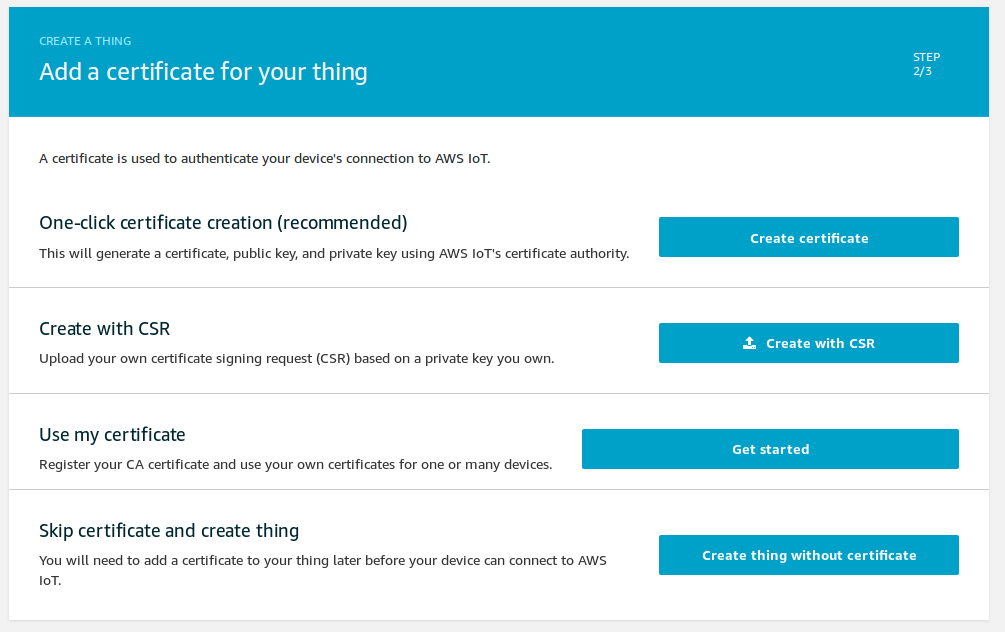 CREATE A THING
Add a certificate for your thing
STEP
2/3
A certificate is used to authenticate your device's connection to AWS IoT.
One-click certificate creation (recommended)
This will generate a certificate, public key, and private key using AWS IoT's certificate authority.
Create certificate
Create with CSR
Upload your own certificate signing request (CSR) based on a private key you own.
Create with CSR
Use my certificate
Register your CA certificate and use your own certificates for one or many devices.
Get started
Skip certificate and create thing
You will need to add a certificate to your thing later before your device can connect to AWS
IoT.
Create thing without certificate